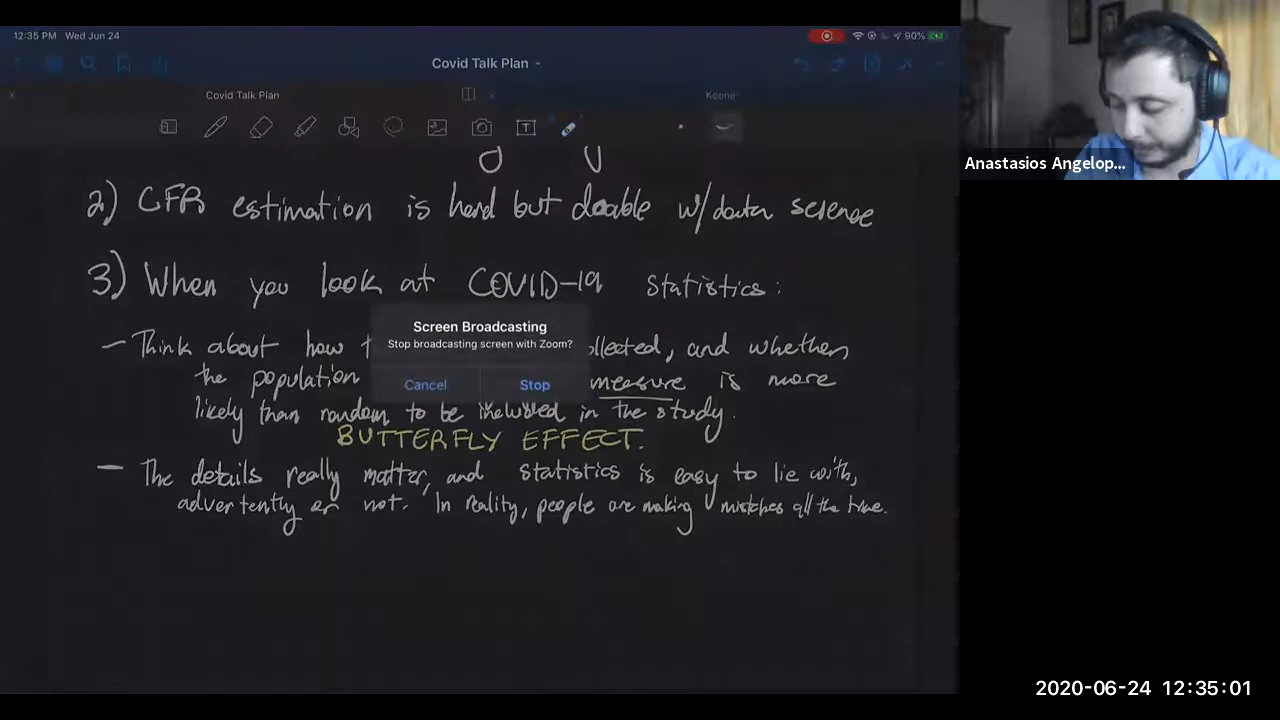 12:35 PM Wed Jun 24
90%
Covid Talk Plan
Covid Talk Plan
Keene
Anastasios Angelop...
2) CFR estimation is hard but doable w/ data science
3) When you look at COVID-19 statistics:
Screen Broadcasting
Stop broadcasting screen with Zoom?
Cancel
Stop
- Think about how t llected, and whether
the population measure is more
likely than random to be included in the study.
BUTTERFLY EFFECT.
- The details really matter, and statistics is easy to lie with,
advertently or not. In reality, people are making mistakes all the time.
2020-06-24 12:35:01